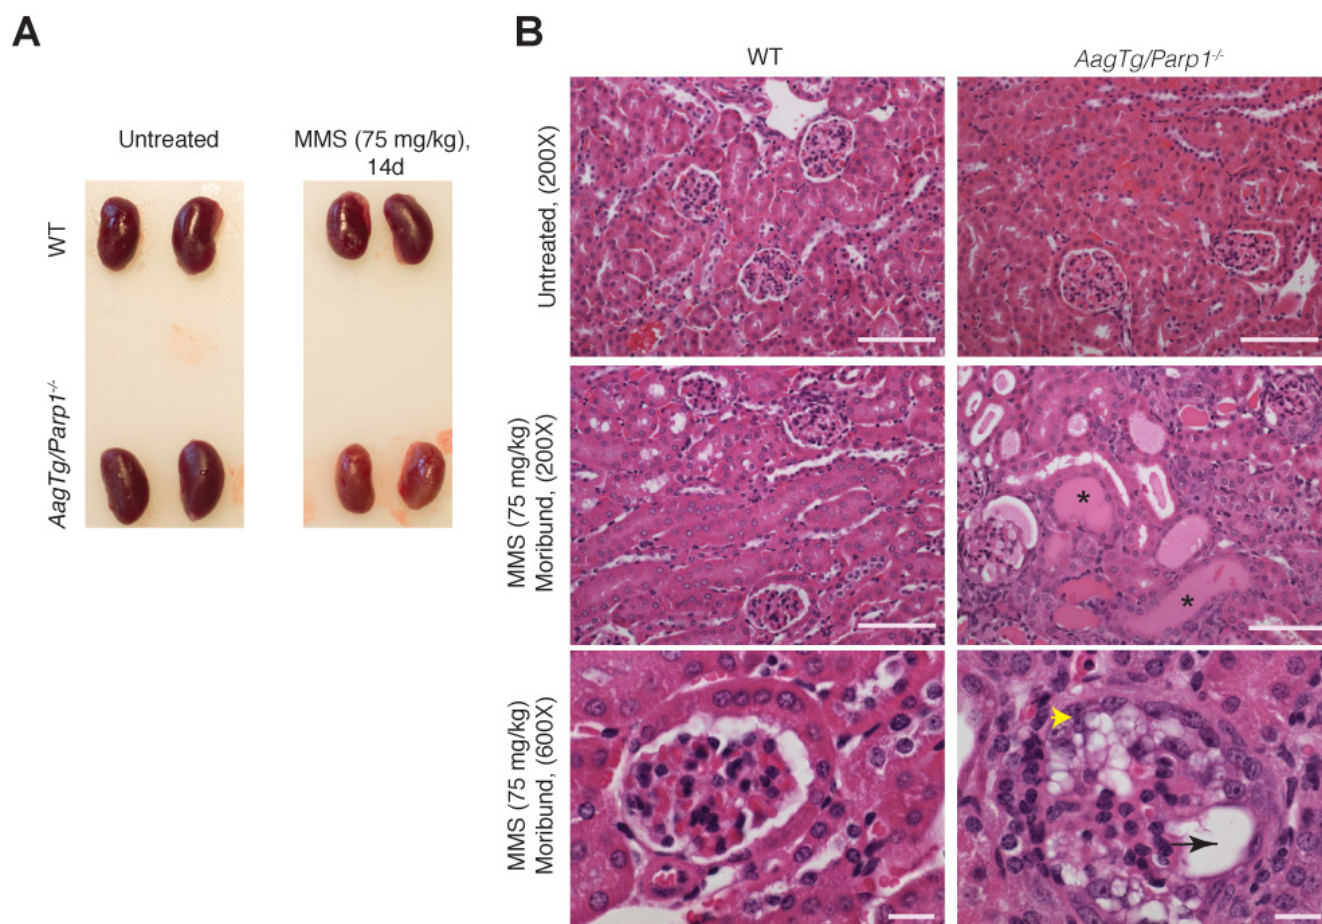 A
Untreated
MMS (75 mg/kg),
14d
WT
AagTg/Parp1-/-
B
WT
AagTg/Parp1-/-
Untreated, (200X)
MMS (75 mg/kg)
Moribund, (200X)
*
*
MMS (75 mg/kg)
Moribund, (600X)